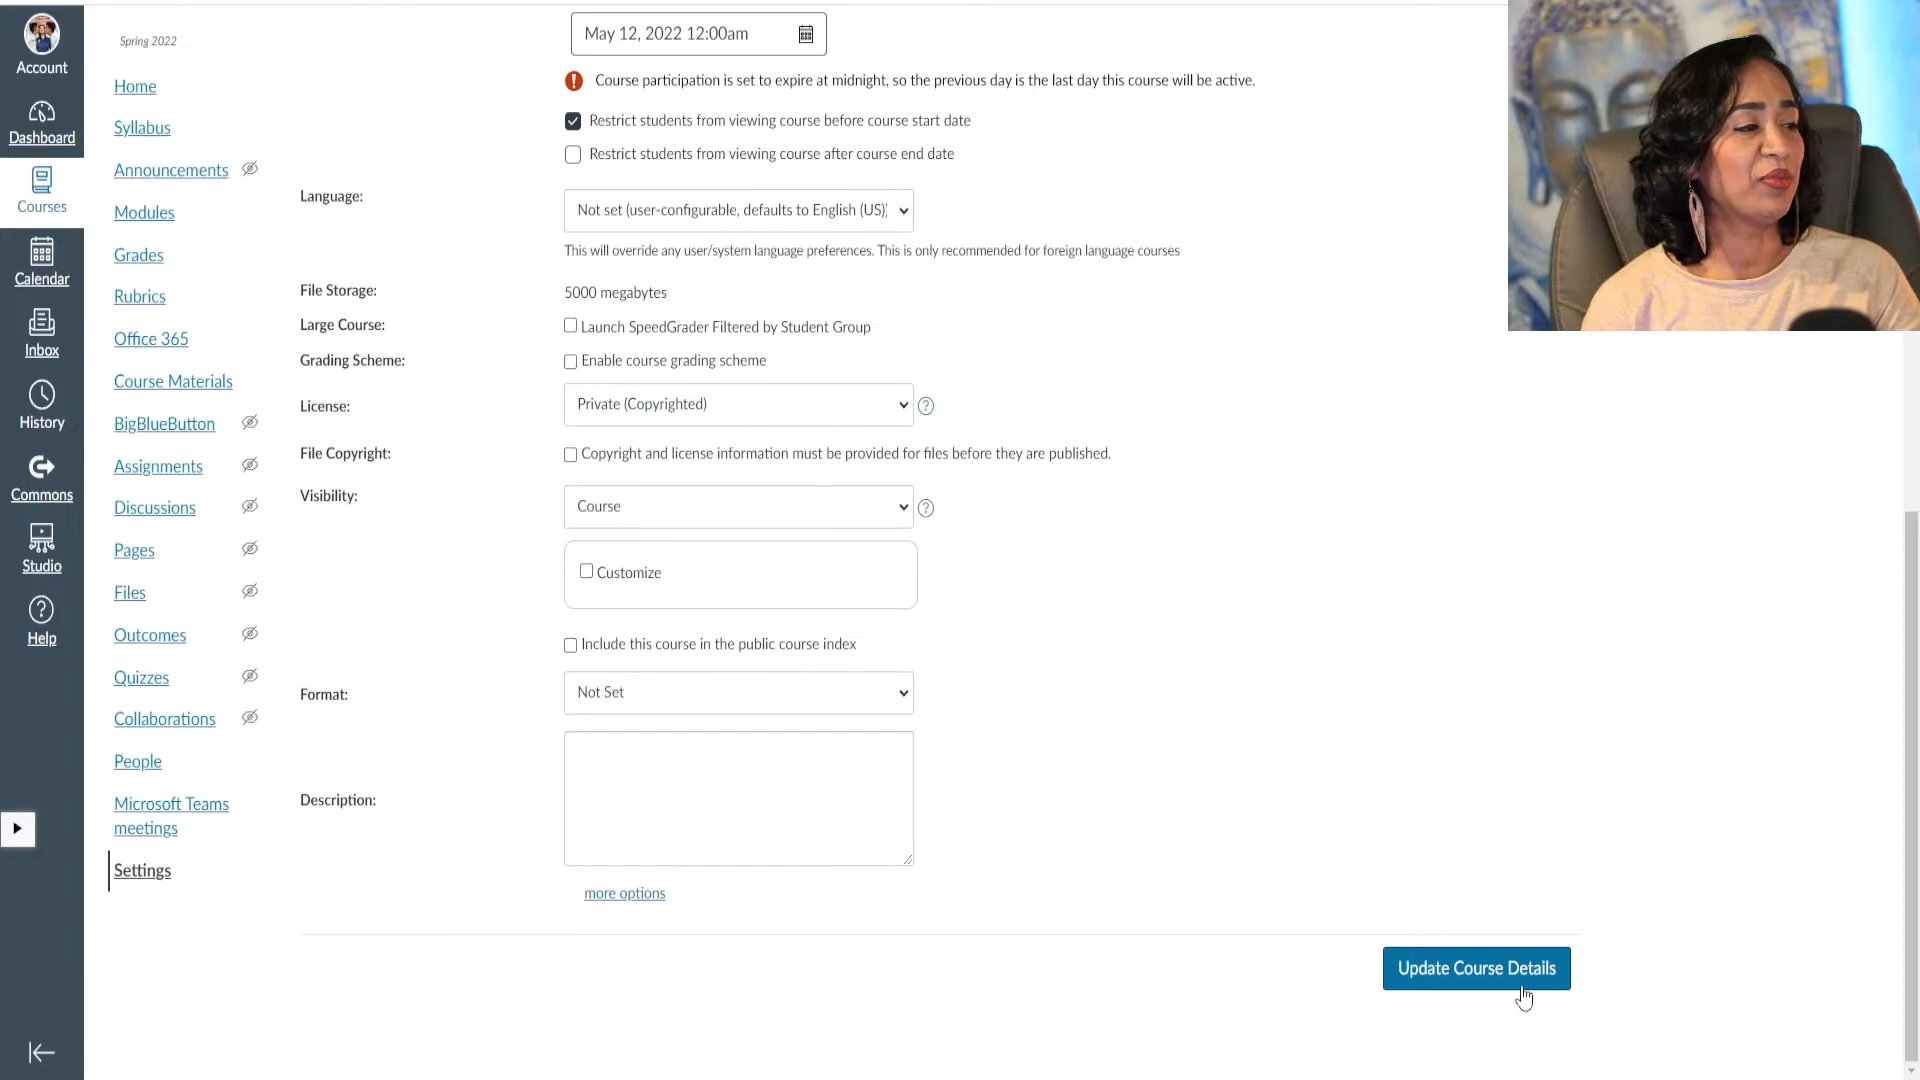 Account
Dashboard
Courses
Calendar
Inbox
History
Commons
Studio
Help
Spring 2022
Home
Syllabus
Announcements
Modules
Grades
Rubrics
Office 365
Course Materials
BigBlueButton
Assignments
Discussions
Pages
Files
Outcomes
Quizzes
Collaborations
People
Microsoft Teams
meetings
Settings
May 12, 2022 12:00am
Course participation is set to expire at midnight, so the previous day is the last day this course will be active.
Restrict students from viewing course before course start date
Restrict students from viewing course after course end date
Language:
Not set (user-configurable, defaults to English (US))
This will override any user/system language preferences. This is only recommended for foreign language courses
File Storage:
5000 megabytes
Large Course:
Launch SpeedGrader Filtered by Student Group
Grading Scheme:
Enable course grading scheme
License:
Private (Copyrighted)
File Copyright:
Copyright and license information must be provided for files before they are published.
Visibility:
Course
Customize
Include this course in the public course index
Format:
Not Set
Description:
more options
Update Course Details